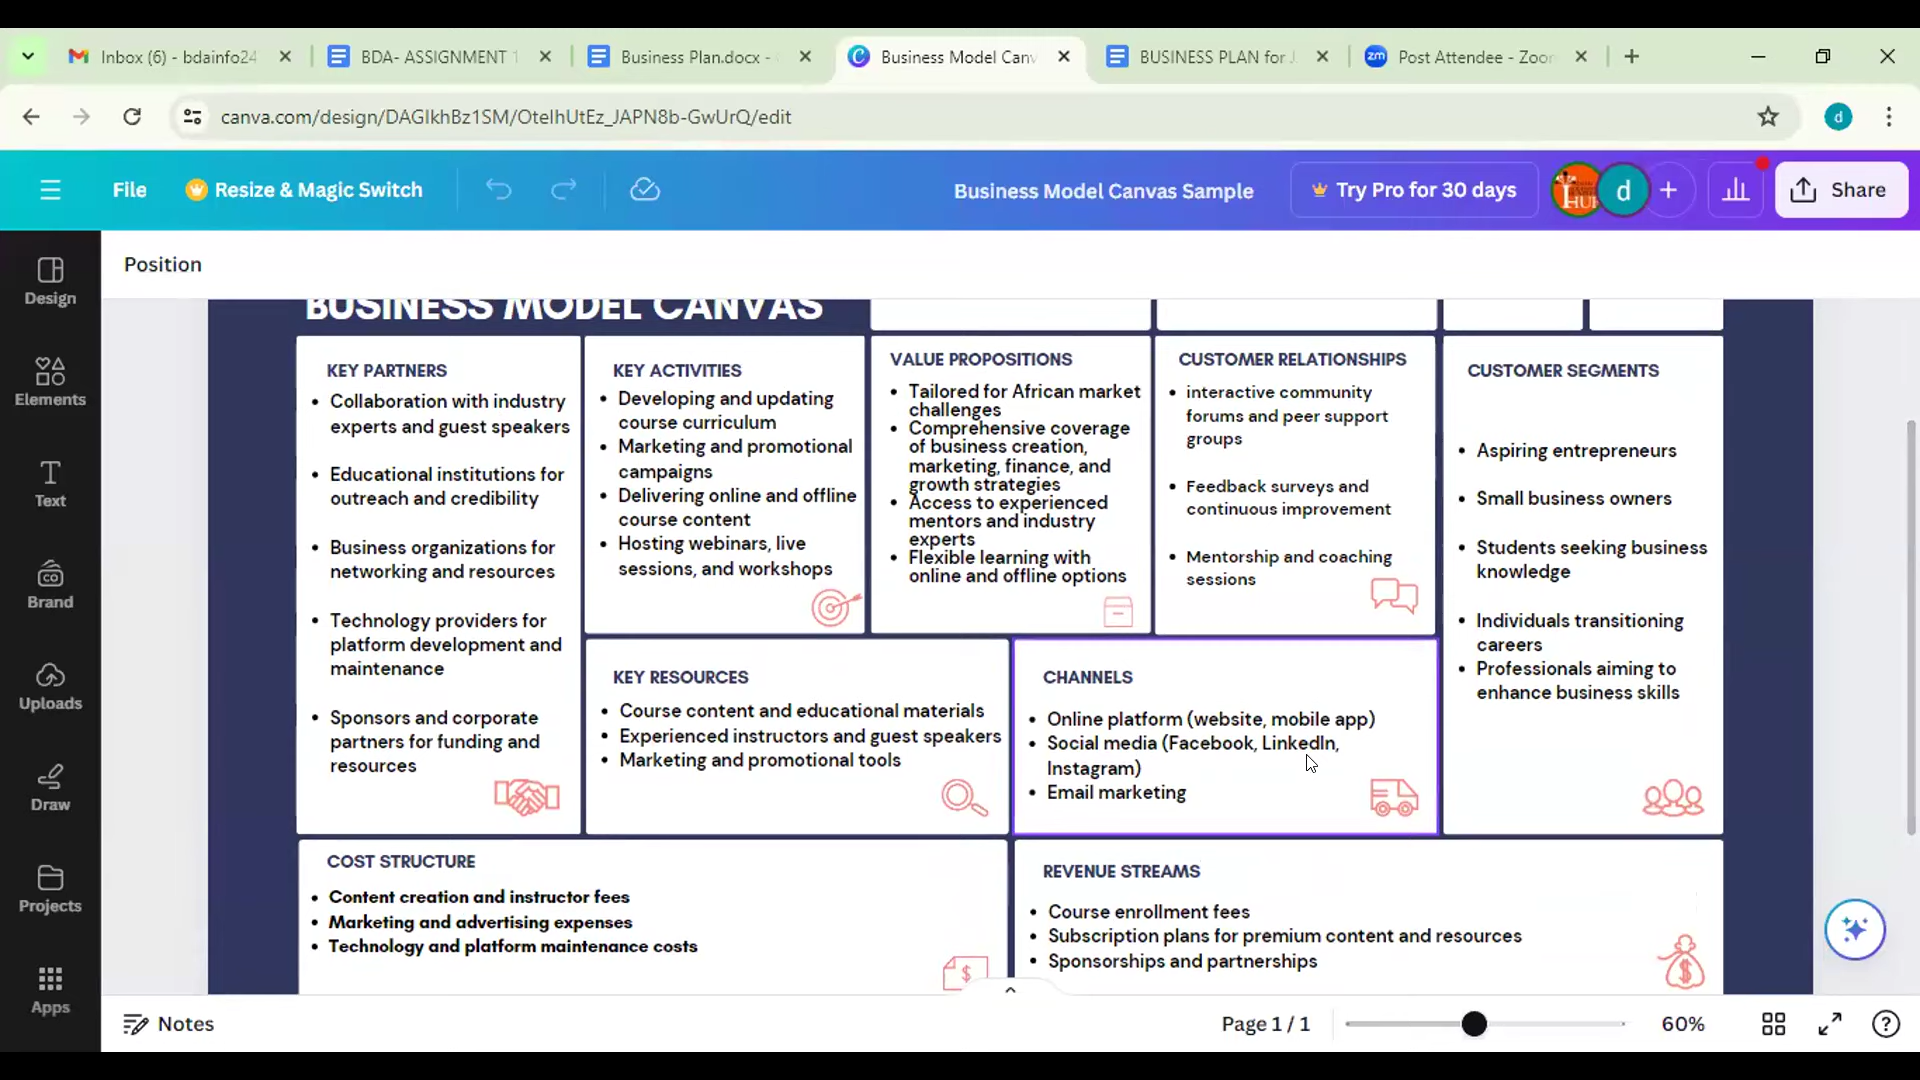 Inbox (6) - bdainfo24
BDA- ASSIGNMENT 1
Business Plan.docx -
Business Model Canv
BUSINESS PLAN for J
zm
Post Attendee - Zoom
canva.com/design/DAGIkhBz1SM/OtelhUtEz_JAPN8b-GwUrQ/edit
d
File
Resize & Magic Switch
Business Model Canvas Sample
Try Pro for 30 days
d
Share
Design
Elements
Text
Brand
Uploads
Draw
Projects
Apps
Position
BUSINESS MODEL CANVAS
KEY PARTNERS
• Collaboration with industry
experts and guest speakers
• Educational institutions for
outreach and credibility
• Business organizations for
networking and resources
• Technology providers for
platform development and
maintenance
• Sponsors and corporate
partners for funding and
resources
KEY ACTIVITIES
• Developing and updating
course curriculum
• Marketing and promotional
campaigns
• Delivering online and offline
course content
• Hosting webinars, live
sessions, and workshops
VALUE PROPOSITIONS
• Tailored for African market
challenges
• Comprehensive coverage
of business creation,
marketing, finance, and
growth strategies
• Access to experienced
mentors and industry
experts
• Flexible learning with
online and offline options
CUSTOMER RELATIONSHIPS
• interactive community
forums and peer support
groups
• Feedback surveys and
continuous improvement
• Mentorship and coaching
sessions
CUSTOMER SEGMENTS
• Aspiring entrepreneurs
• Small business owners
• Students seeking business
knowledge
• Individuals transitioning
careers
• Professionals aiming to
enhance business skills
KEY RESOURCES
• Course content and educational materials
• Experienced instructors and guest speakers
• Marketing and promotional tools
CHANNELS
• Online platform (website, mobile app)
• Social media (Facebook, LinkedIn,
Instagram)
• Email marketing
COST STRUCTURE
• Content creation and instructor fees
• Marketing and advertising expenses
• Technology and platform maintenance costs
REVENUE STREAMS
• Course enrollment fees
• Subscription plans for premium content and resources
• Sponsorships and partnerships
Notes
Page 1 / 1
60%